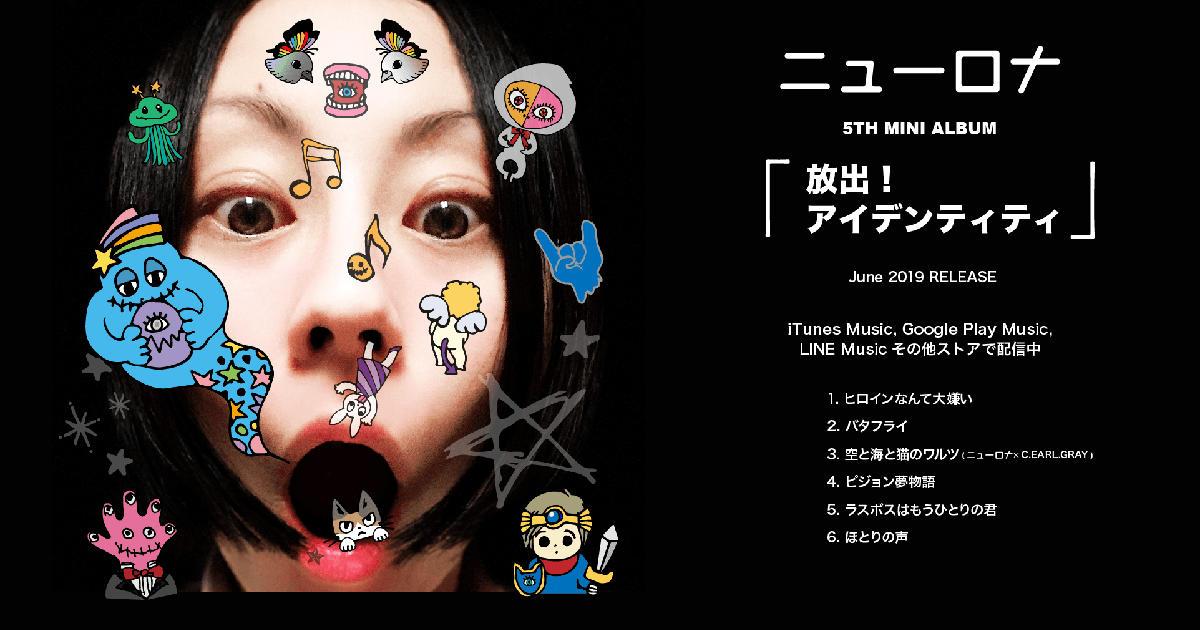 ニューロナ
5TH MINI ALBUM
「放出！
アイデンティティ」
June 2019 RELEASE
iTunes Music, Google Play Music,
LINE Music その他ストアで配信中
1. ヒロインなんて大嫌い
2. バタフライ
3. 空と海と猫のワルツ (ニューロナ× C.EARL.GRAY)
4. ビジョン夢物語
5. ラスボスはもうひとりの君
6. ほとりの声